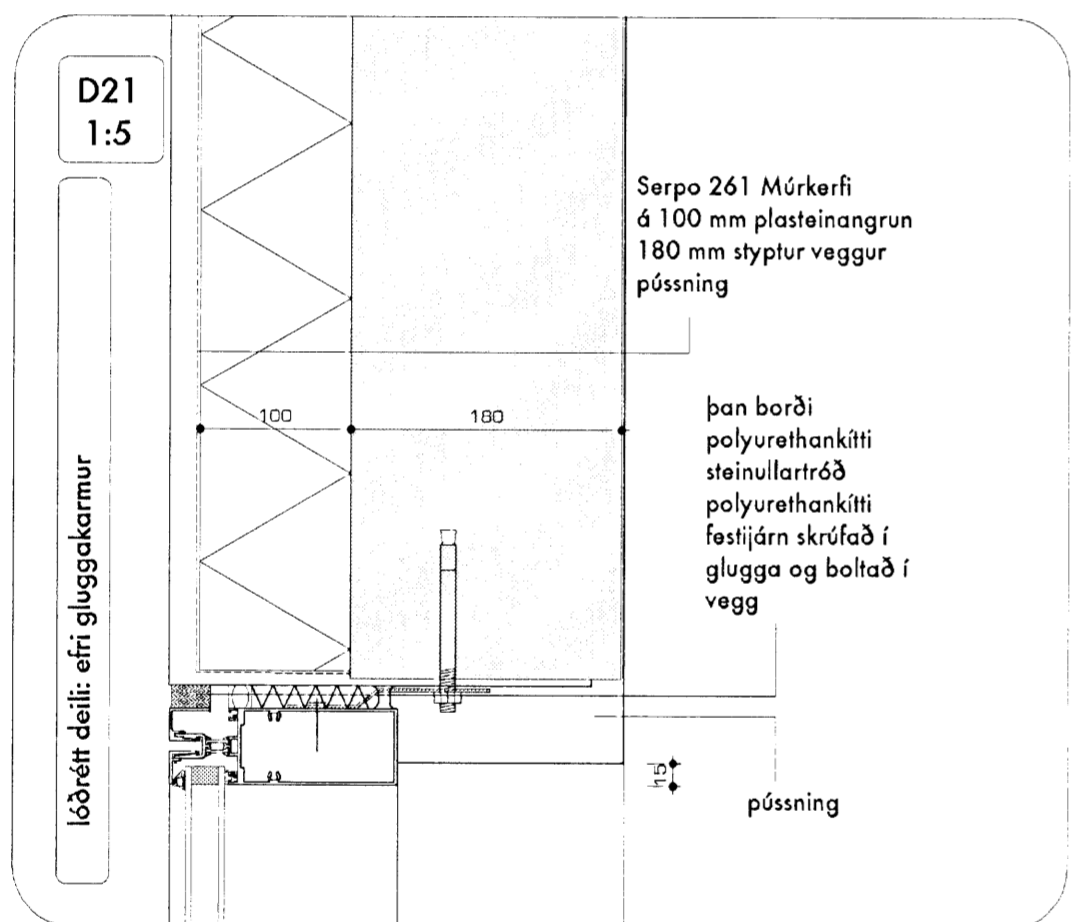 D21
1:5
lóðrétt deili: efri gluggakarmur
Serpo 261 Múrkerfi
á 100 mm plasteinangrun
180 mm styptur veggur
pússning
100
180
þan borði
polyurethankítti
steinullartróð
polyurethankítti
festijárn skrúfað í
glugga og boltað í
vegg
15
pússning